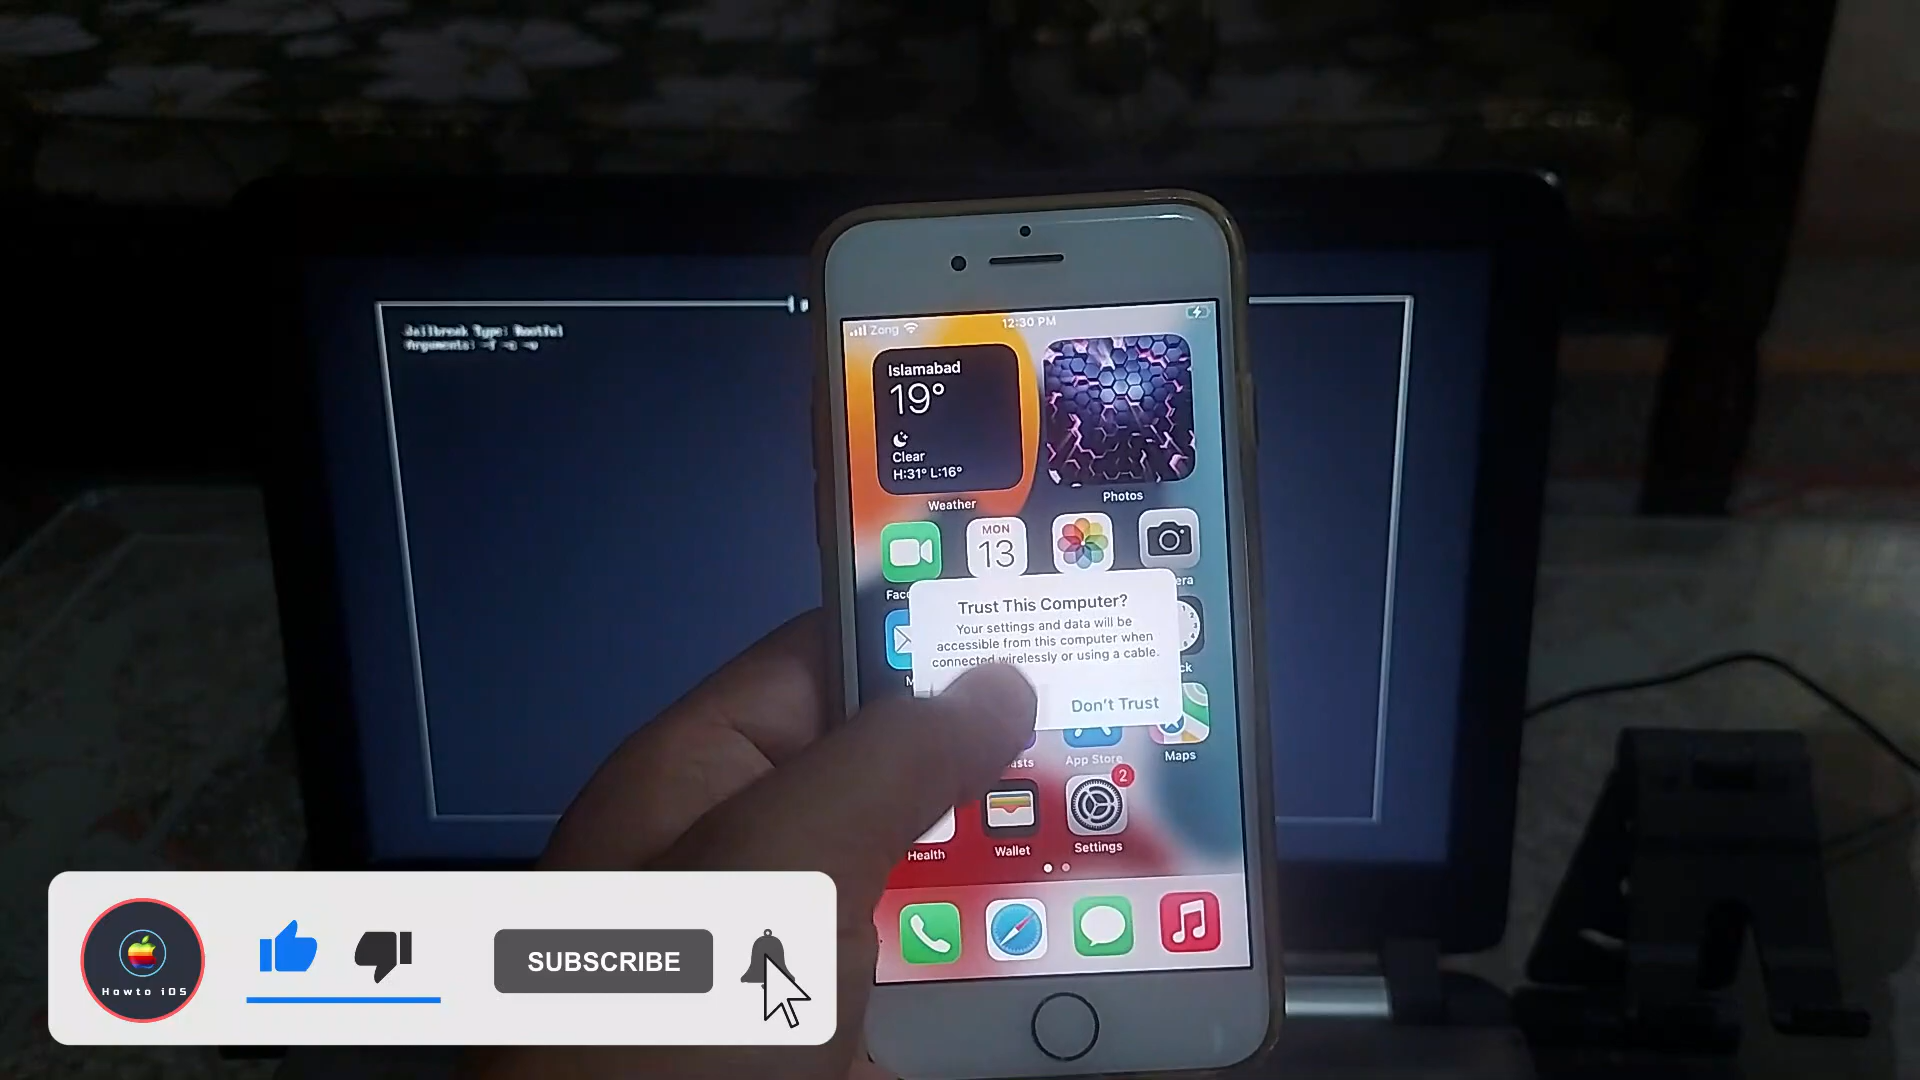 Jailbreak Type: Rootful
Arguments: -f -c -v
Zong
12:30 PM
Islamabad
19°
Clear
H:31° L:16°
Weather
Photos
MON
13
Trust This Computer?
Your settings and data will be
accessible from this computer when
connected wirelessly or using a cable.
Don't Trust
App Store
Maps
2
Health
Wallet
Settings
Howto iOS
SUBSCRIBE